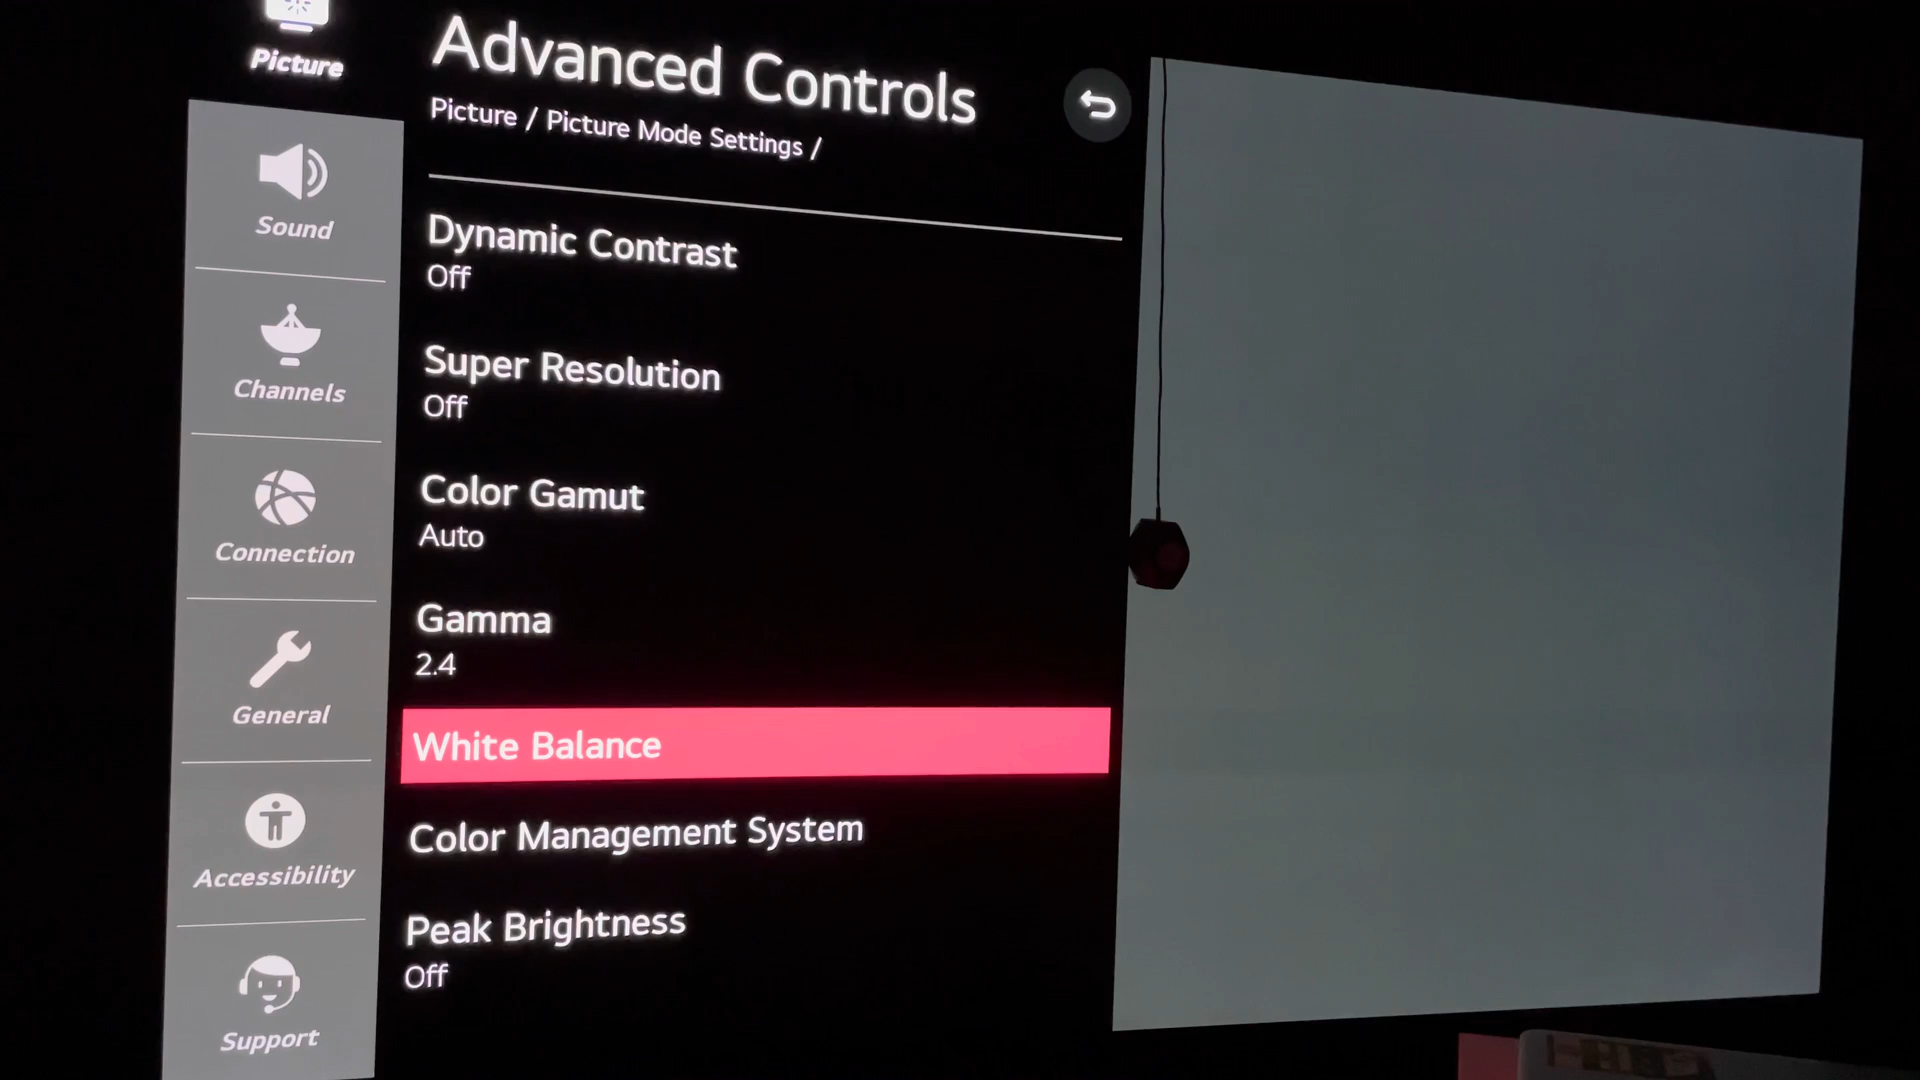 Picture
Sound
Channels
Connection
General
Accessibility
Support
Advanced Controls
Picture / Picture Mode Settings /
Dynamic Contrast
Off
Super Resolution
Off
Color Gamut
Auto
Gamma
2.4
White Balance
Color Management System
Peak Brightness
Off